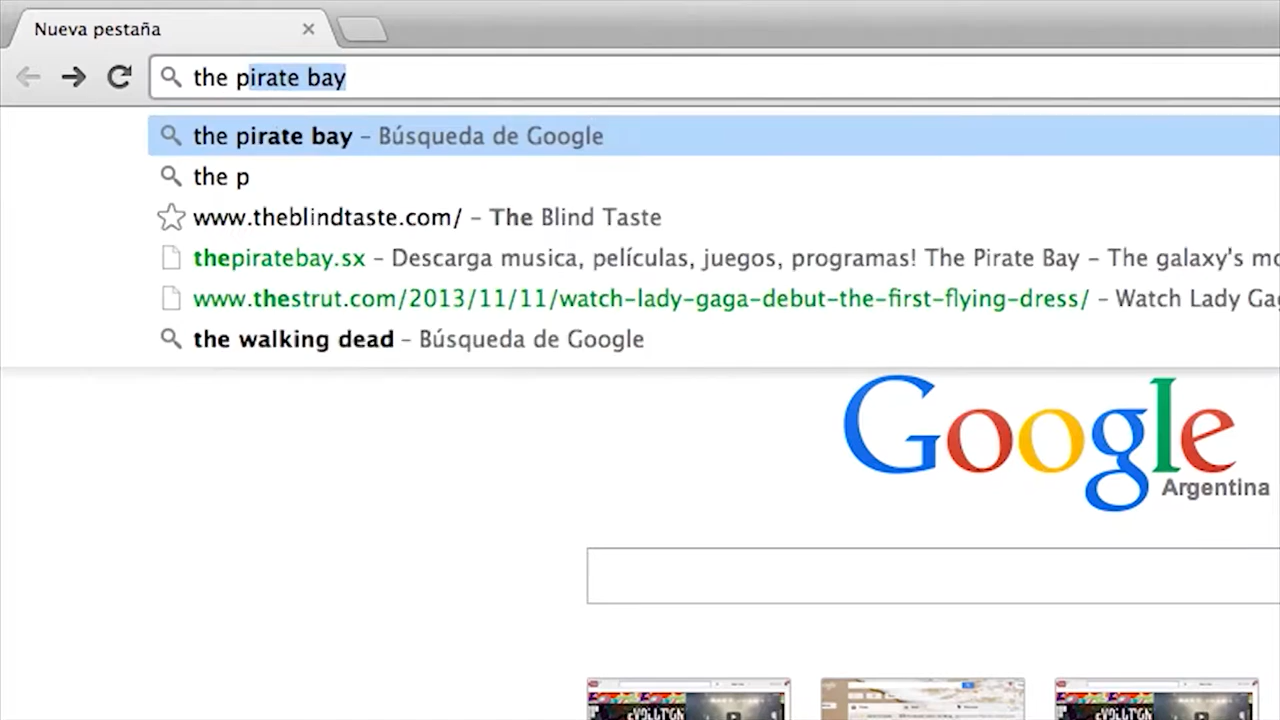 Nueva pestaña
the pirate bay
the pirate bay – Búsqueda de Google
the p
www.theblindtaste.com/ – The Blind Taste
thepiratebay.sx – Descarga musica, películas, juegos, programas! The Pirate Bay – The galaxy's mo
www.thestrut.com/2013/11/11/watch-lady-gaga-debut-the-first-flying-dress/ – Watch Lady Gag
the walking dead – Búsqueda de Google
Google
Argentina